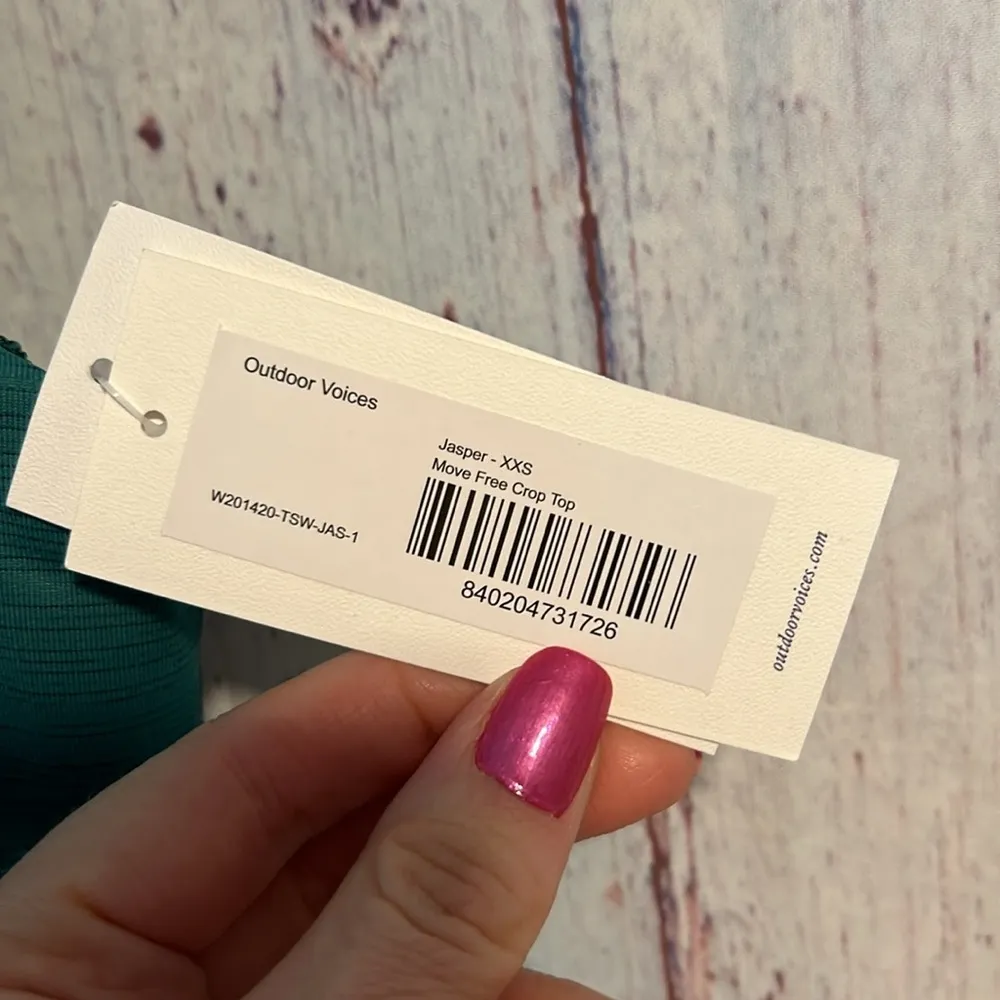 Outdoor Voices
Jasper - XXS
Move Free Crop Top
W201420-TSW-JAS-1
840204731726
outdoorvoices.com